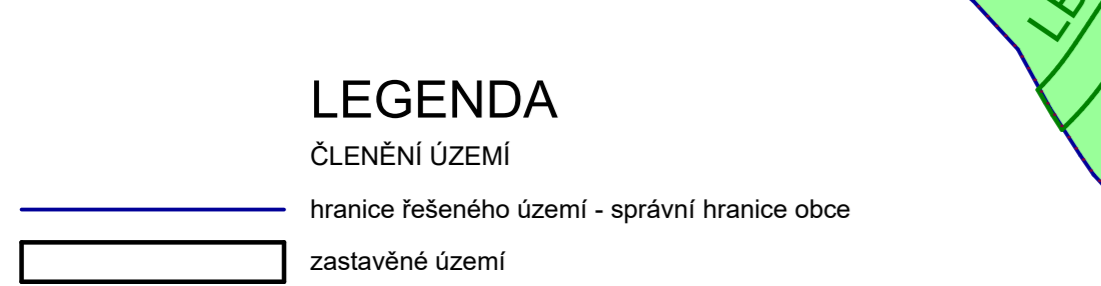 LEGENDA
ČLENĚNÍ ÚZEMÍ
hranice řešeného území - správní hranice obce
zastavěné území